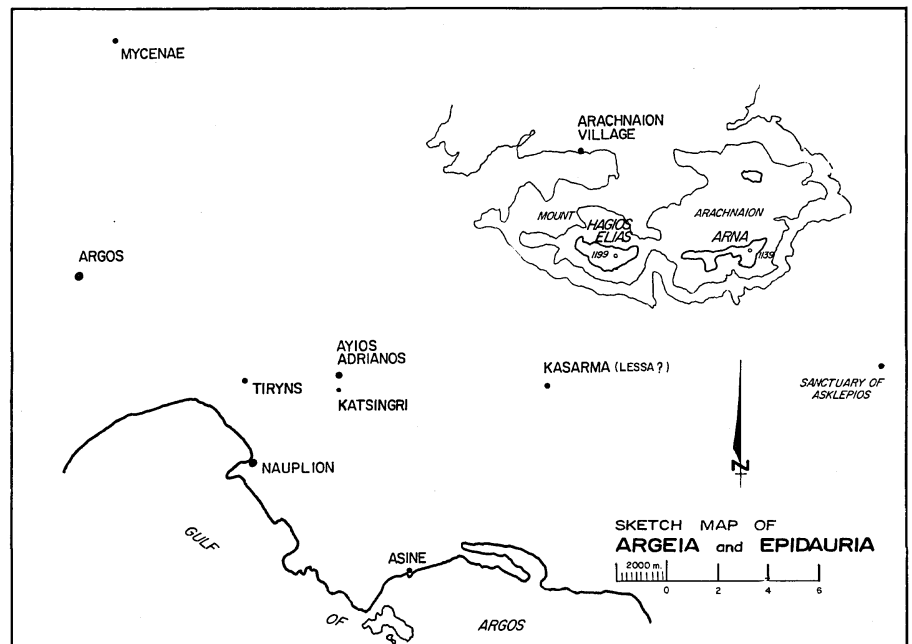 MYCENAE
ARACHNAION
VILLAGE
MOUNT
HAGIOS
ELIAS
1199
ARACHNAION
ARNA
1139
ARGOS
AYIOS
ADRIANOS
TIRYNS
KATSINGRI
KASARMA (LESSA ?)
SANCTUARY OF
ASKLEPIOS
N
NAUPLION
GULF
OF
ARGOS
ASINE
SKETCH MAP OF
ARGEIA and EPIDAURIA
2000 m.
0 2 4 6